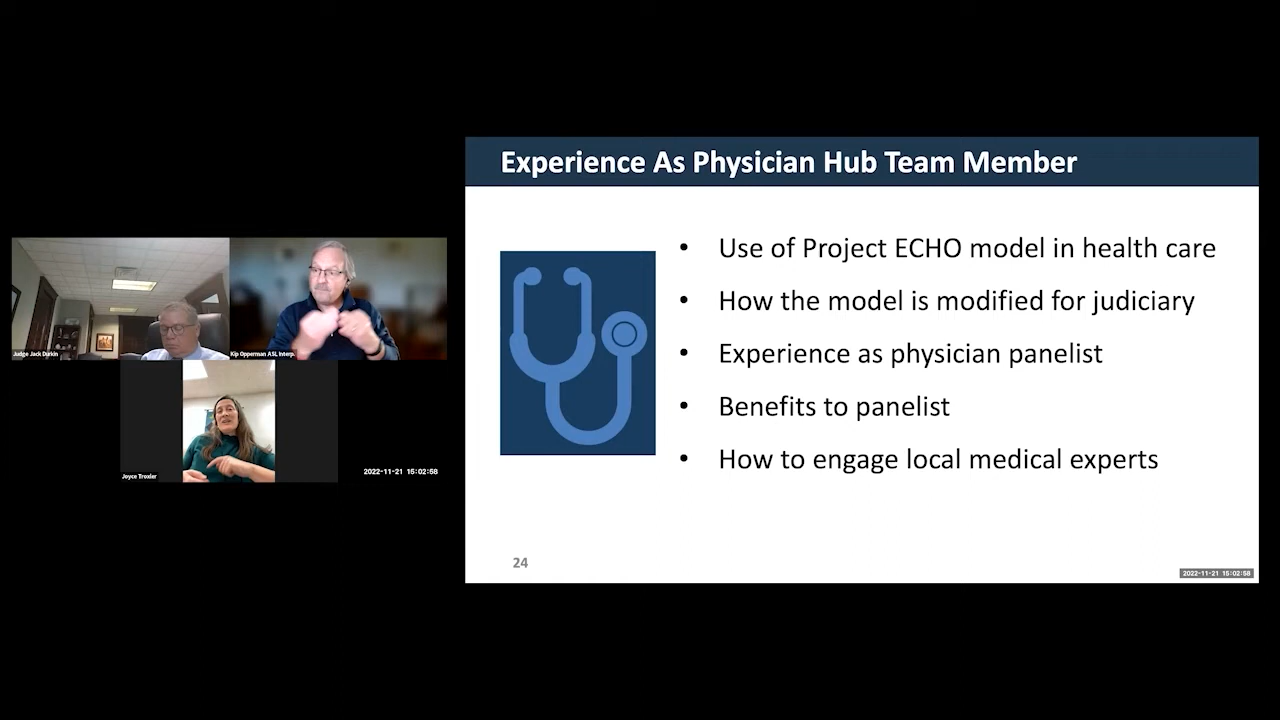 Experience As Physician Hub Team Member
• Use of Project ECHO model in health care
• How the model is modified for judiciary
• Experience as physician panelist
• Benefits to panelist
• How to engage local medical experts
24
2022-11-21 15:02:58
Judge Jack Durkin
Kip Opperman ASL Interp.
Joyce Troxler
2022-11-21 15:02:58